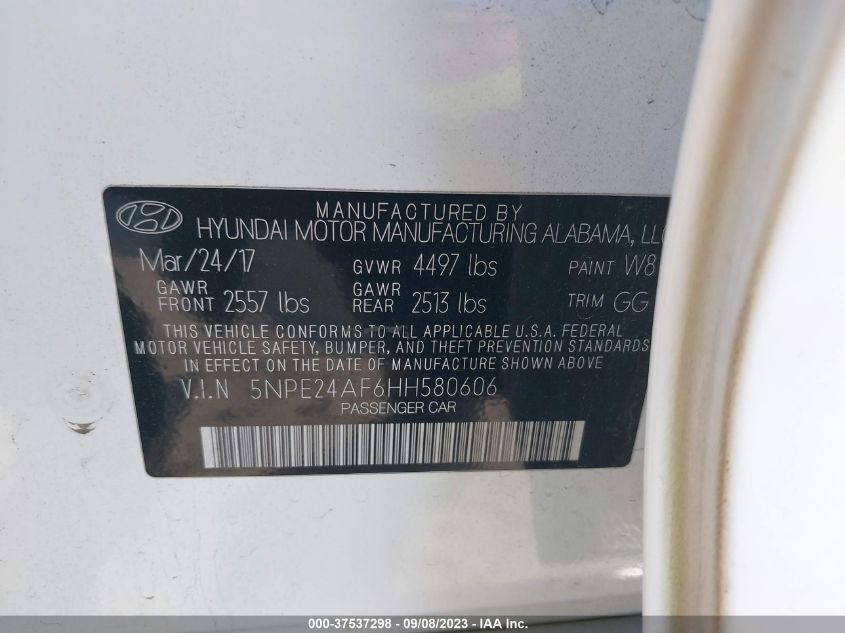 MANUFACTURED BY
HYUNDAI MOTOR MANUFACTURING ALABAMA, LLC
Mar/24/17 GVWR 4497 lbs PAINT W8
GAWR FRONT 2557 lbs GAWR REAR 2513 lbs TRIM GG
THIS VEHICLE CONFORMS TO ALL APPLICABLE U.S.A. FEDERAL
MOTOR VEHICLE SAFETY, BUMPER, AND THEFT PREVENTION STANDARDS
IN EFFECT ON THE DATE OF MANUFACTURE SHOWN ABOVE.
V.I.N 5NPE24AF6HH580606
PASSENGER CAR
000-37537298 - 09/08/2023 - IAA Inc.